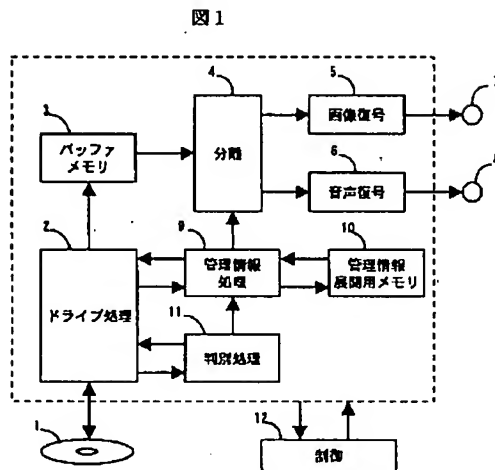 図1
4
5
3
画像復号
バッファ
メモリ
分離
6
音声復号
2
9
10
管理情報
処理
管理情報
展開用メモリ
ドライブ処理
11
判別処理
1
12
制御